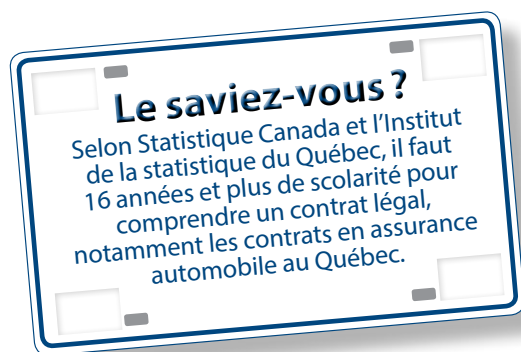 Le saviez-vous ?
Selon Statistique Canada et l'Institut
de la statistique du Québec, il faut
16 années et plus de scolarité pour
comprendre un contrat légal,
notamment les contrats en assurance
automobile au Québec.